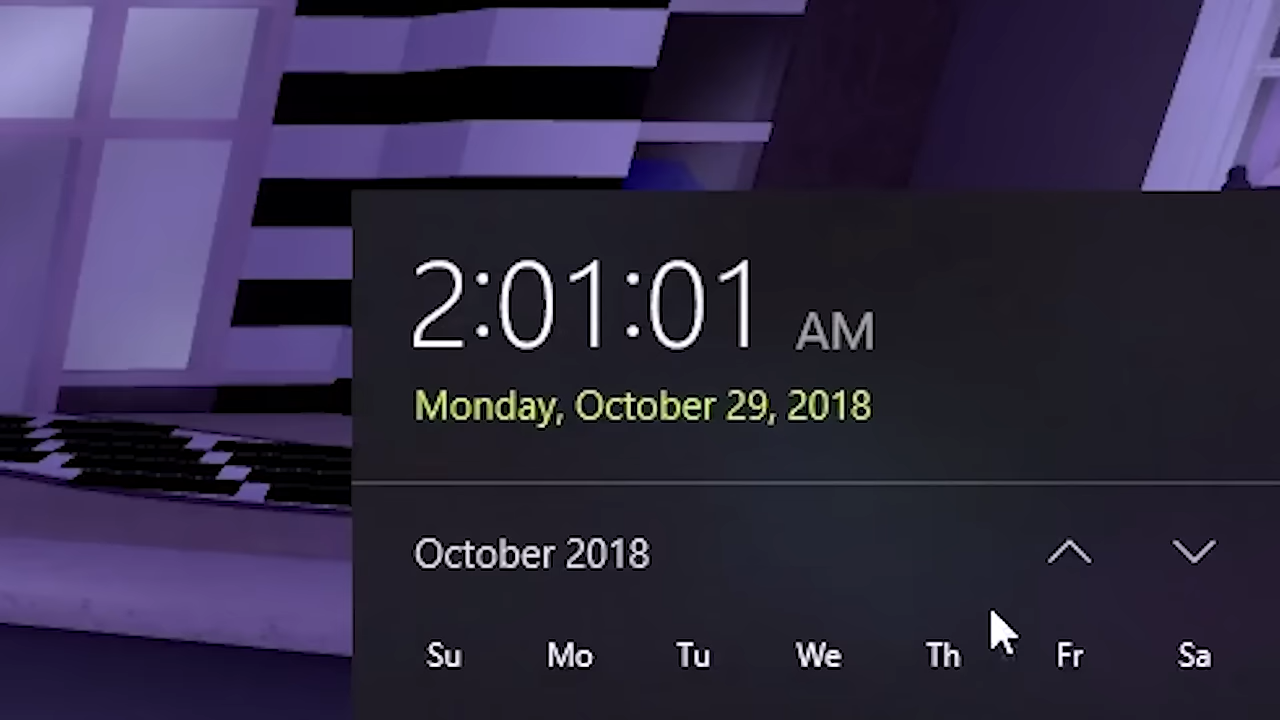 2:01:01 AM
Monday, October 29, 2018
October 2018
Su Mo Tu We Th Fr Sa